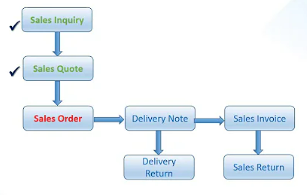 Sales Inquiry
Sales Quote
Sales Order
Delivery Note
Sales Invoice
Delivery
Return
Sales Return